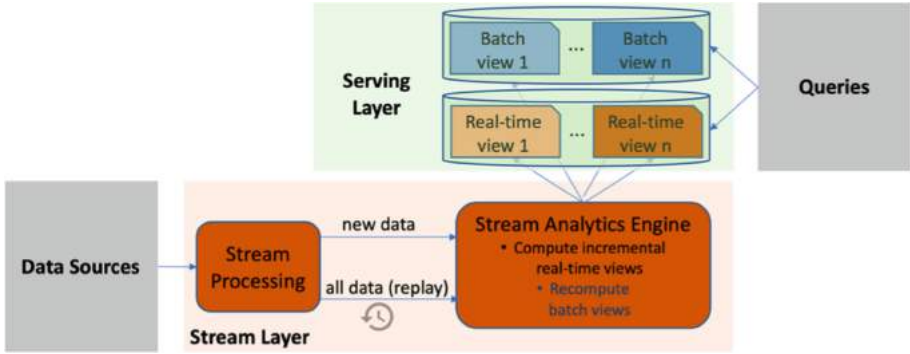 Batch
view 1
...
Batch
view n
Serving
Layer
Real-time
view 1
...
Real-time
view n
Queries
Data Sources
Stream
Processing
new data
all data (replay)
Stream Analytics Engine
• Compute incremental
real-time views
• Recompute
batch views
Stream Layer